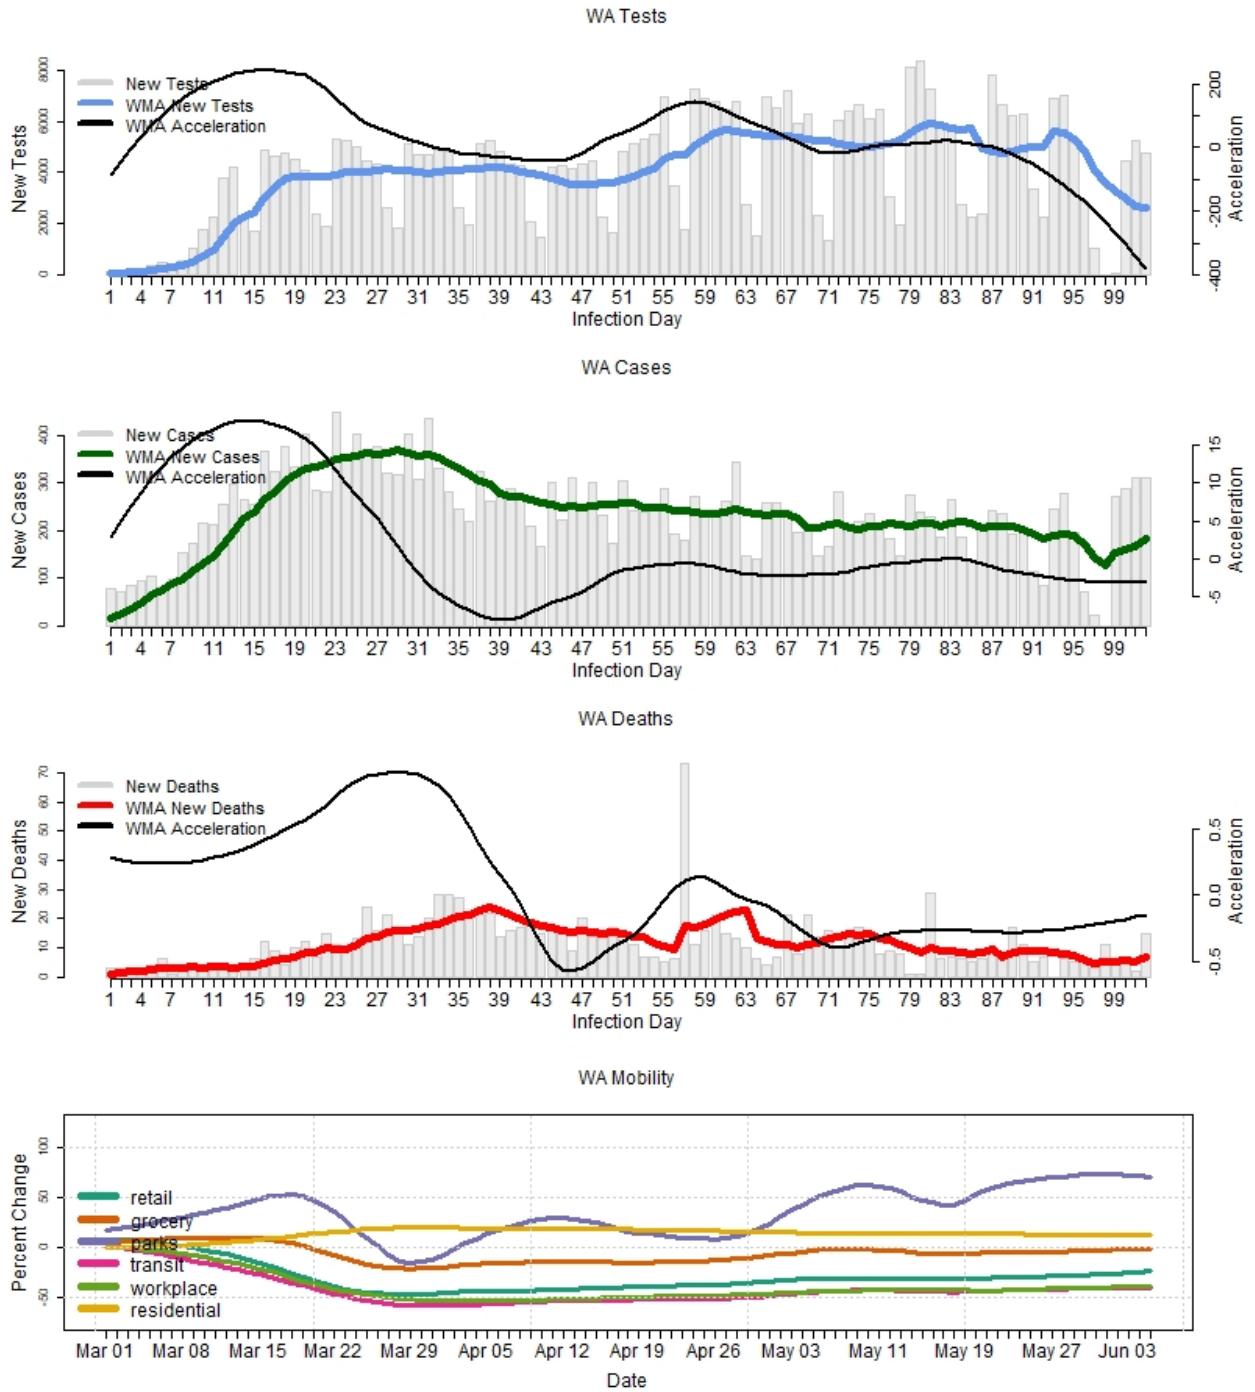 WA Tests
8000
6000
4000
2000
0
New Tests
New Tests
WMA New Tests
WMA Acceleration
200
0
-200
-400
Acceleration
1 4 7 11 15 19 23 27 31 35 39 43 47 51 55 59 63 67 71 75 79 83 87 91 95 99
Infection Day
WA Cases
400
300
200
100
0
New Cases
New Cases
WMA New Cases
WMA Acceleration
15
10
5
0
-5
Acceleration
1 4 7 11 15 19 23 27 31 35 39 43 47 51 55 59 63 67 71 75 79 83 87 91 95 99
Infection Day
WA Deaths
70
60
50
40
30
20
10
0
New Deaths
New Deaths
WMA New Deaths
WMA Acceleration
0.5
0.0
-0.5
Acceleration
1 4 7 11 15 19 23 27 31 35 39 43 47 51 55 59 63 67 71 75 79 83 87 91 95 99
Infection Day
WA Mobility
100
50
0
-50
Percent Change
retail
grocery
parks
transit
workplace
residential
Mar 01 Mar 08 Mar 15 Mar 22 Mar 29 Apr 05 Apr 12 Apr 19 Apr 26 May 03 May 11 May 19 May 27 Jun 03
Date